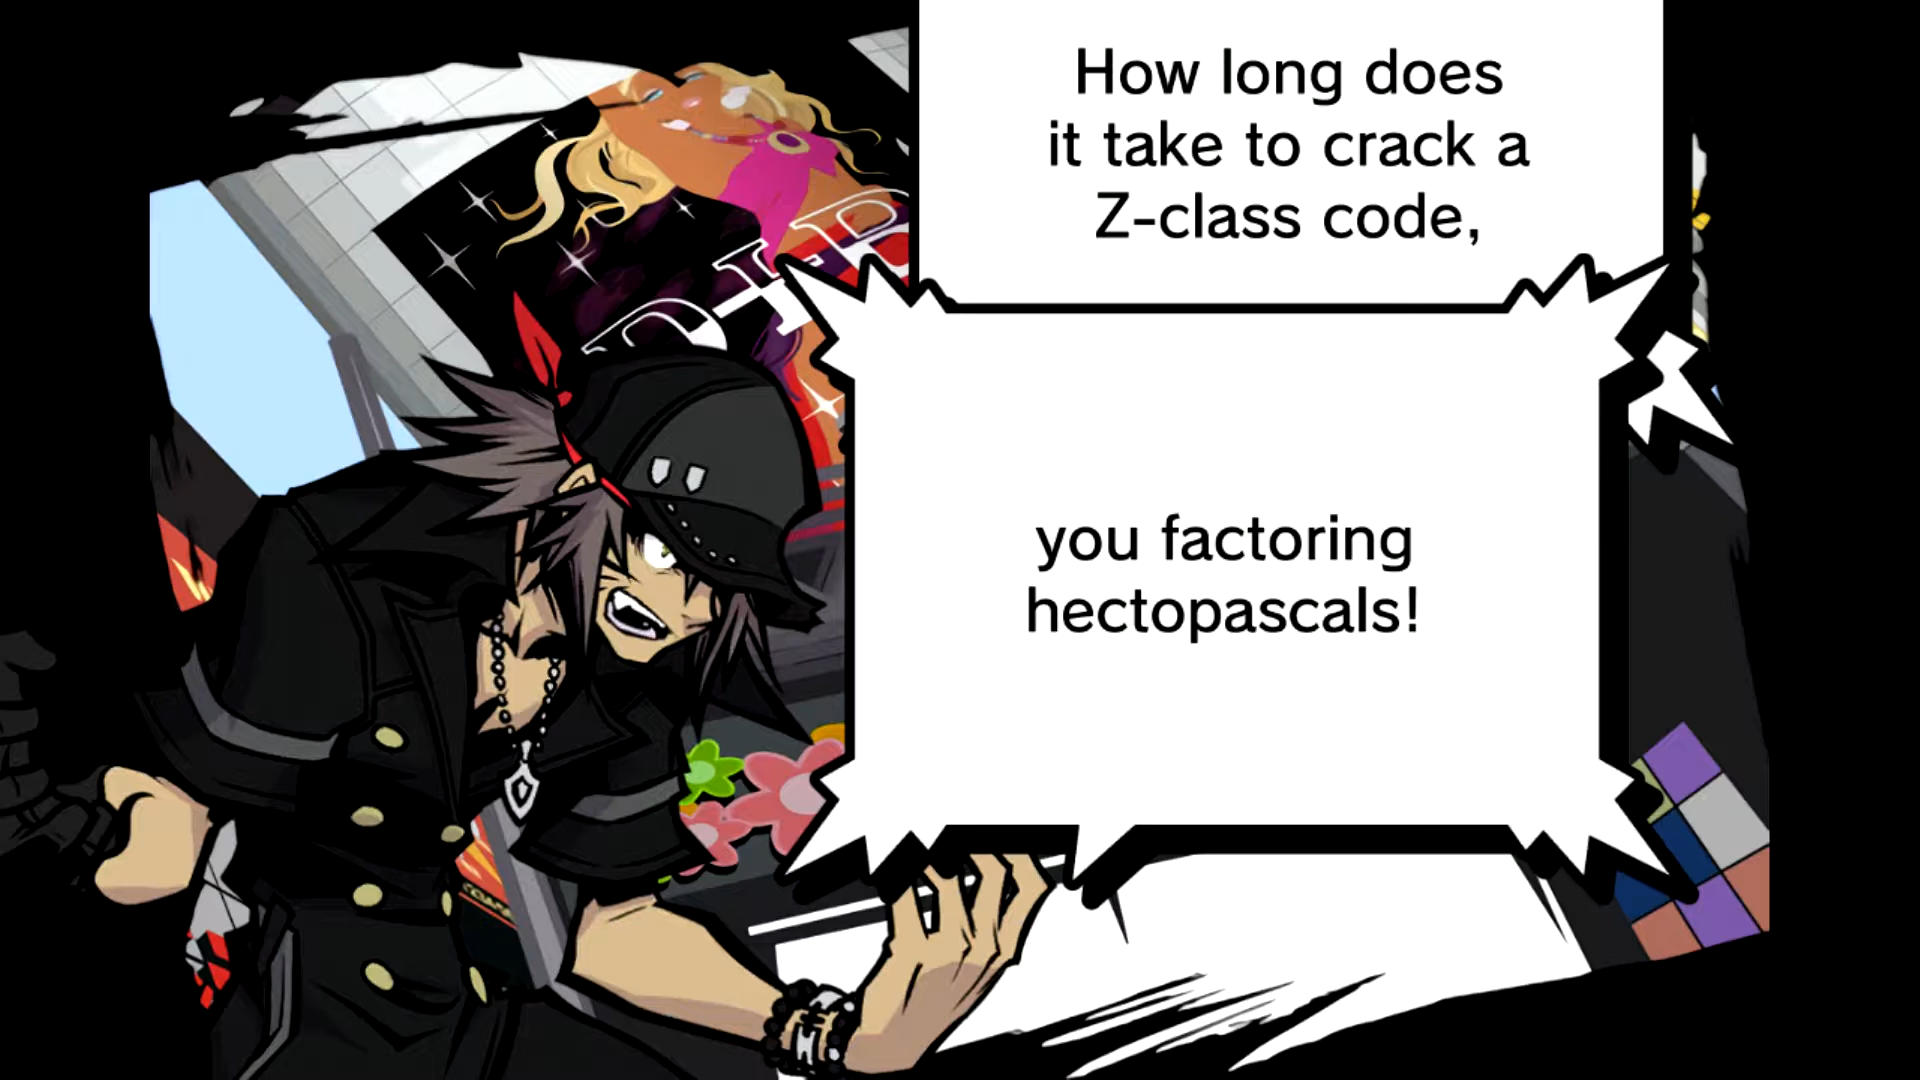 How long does
it take to crack a
Z-class code,
you factoring
hectopascals!